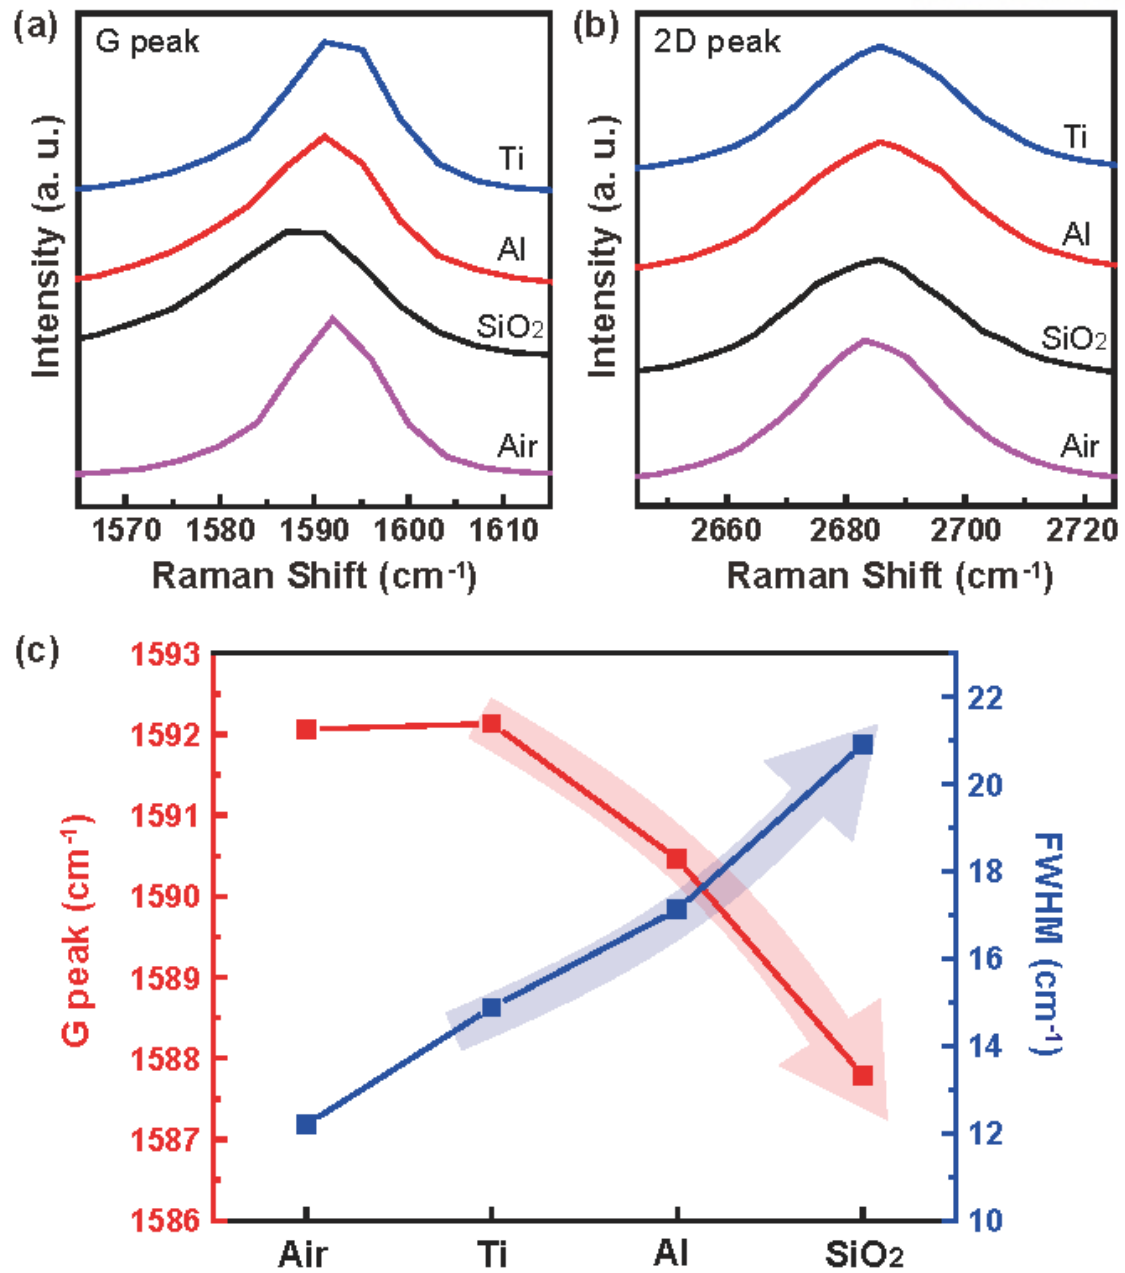 (a)
G peak
Ti
Al
SiO2
Air
Intensity (a. u.)
1570 1580 1590 1600 1610
Raman Shift (cm-1)
(b)
2D peak
Ti
Al
SiO2
Air
Intensity (a. u.)
2660 2680 2700 2720
Raman Shift (cm-1)
(c)
1593
1592
1591
1590
1589
1588
1587
1586
G peak (cm-1)
22
20
18
16
14
12
10
FWHM (cm-1)
Air Ti Al SiO2